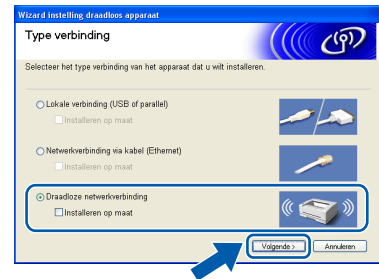 Wizard instelling draadloos apparaat
Type verbinding
Selecteer het type verbinding van het apparaat dat u wilt installeren.
Lokale verbinding (USB of parallel)
Installeren op maat
Netwerkverbinding via kabel (Ethernet)
Installeren op maat
Draadloze netwerkverbinding
Installeren op maat
Volgende >
Annuleren